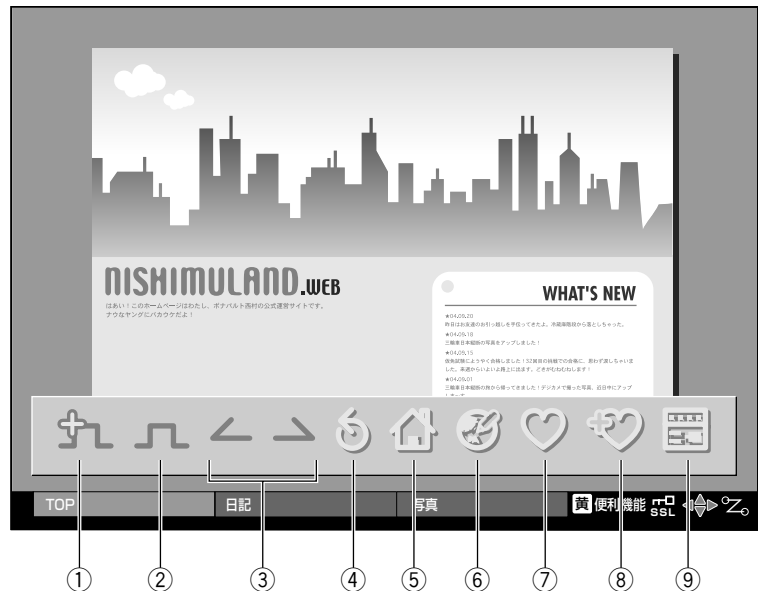 NISHIMULAND.WEB
はあい!このホームページはわたし、ボナパルト西村の公式運営サイトです。
ナウなヤングにバカウケだよ!
WHAT'S NEW
★04.09.20
昨日はお友達のお引っ越しを手伝ってきたよ。冷蔵庫階段から落としちゃった。
★04.09.18
三輪車日本縦断の写真をアップしました!
★04.09.15
仮免試験にようやく合格しました!32回目の挑戦での合格に、思わず涙しちゃいま
した。来週からいよいよ路上に出ます。どきがむねむねします!
★04.09.01
三輪車日本縦断の旅から帰ってきました!デジカメで撮った写真、近日中にアップ
します。
TOP
日記
写真
黄 便利機能 SSL
① ② ③ ④ ⑤ ⑥ ⑦ ⑧ ⑨